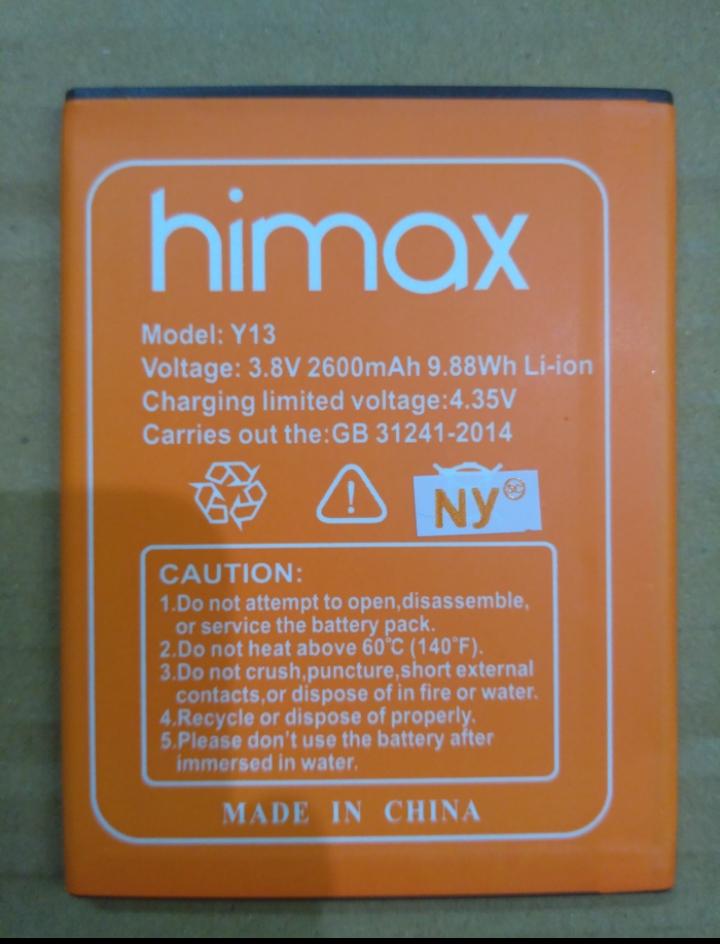 himax
Model: Y13
Voltage: 3.8V 2600mAh 9.88Wh Li-ion
Charging limited voltage:4.35V
Carries out the:GB 31241-2014
NY
CAUTION:
1.Do not attempt to open,disassemble,
or service the battery pack.
2.Do not heat above 60°C (140°F).
3.Do not crush,puncture,short external
contacts,or dispose of in fire or water.
4.Recycle or dispose of properly.
5.Please don't use the battery after
immersed in water.
MADE IN CHINA